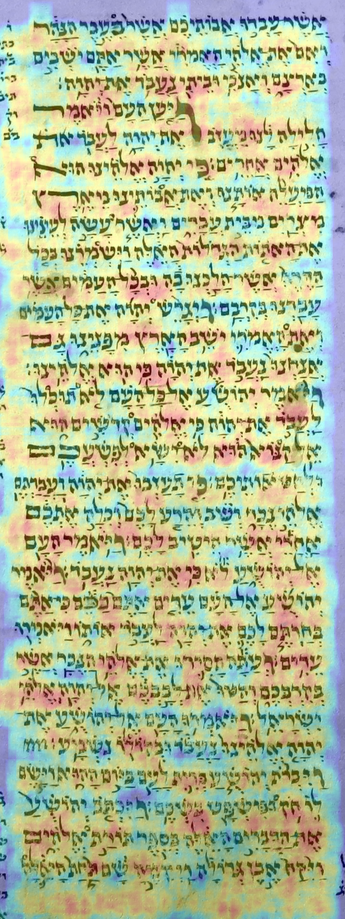 אשר עבדו אבותיכם אשר בעבר הנהר
ואם את אלהי האמרי אשר אתם ישבים
בארצם ואנכי וביתי נעבד את יהוה׃
ויען העם ויאמר
חלילה לנו מעזב את יהוה לעבד
אלהים אחרים׃ כי יהוה אלהינו הוא
המעלה אתנו ואת אבותינו מארץ
מצרים מבית עבדים ואשר עשה לעינינו
את האתות הגדלות האלה וישמרנו בכל
הדרך אשר הלכנו בה ובכל העמים אשר
עברנו בקרבם׃ ויגרש יהוה את כל העמים
ואת האמרי ישב הארץ מפנינו גם
אנחנו נעבד את יהוה כי הוא אלהינו׃
ויאמר יהושע אל העם לא תוכלו
לעבד את יהוה כי אלהים קדשים הוא
אל קנוא הוא לא ישא לפשעכם
כי תעזבו את יהוה ועבדתם
אלהי נכר ושב והרע לכם וכלה אתכם
אחרי אשר היטיב לכם׃ ויאמר העם
אל יהושע לא כי את יהוה נעבד׃ ויאמר
יהושע אל העם עדים אתם בכם כי אתם
בחרתם לכם את יהוה לעבד אותו ויאמרו
עדים׃ ועתה הסירו את אלהי הנכר אשר
בקרבכם והטו את לבבכם אל יהוה אלהי
ישראל׃ ויאמרו העם אל יהושע את
יהוה אלהינו נעבד ובקולו נשמע׃
ויכרת יהושע ברית לעם ביום ההוא וישם
לו חק ומשפט בשכם׃ ויכתב יהושע
את הדברים האלה בספר תורת אלהים
ויקח אבן גדולה ויקימה שם תחת האלה